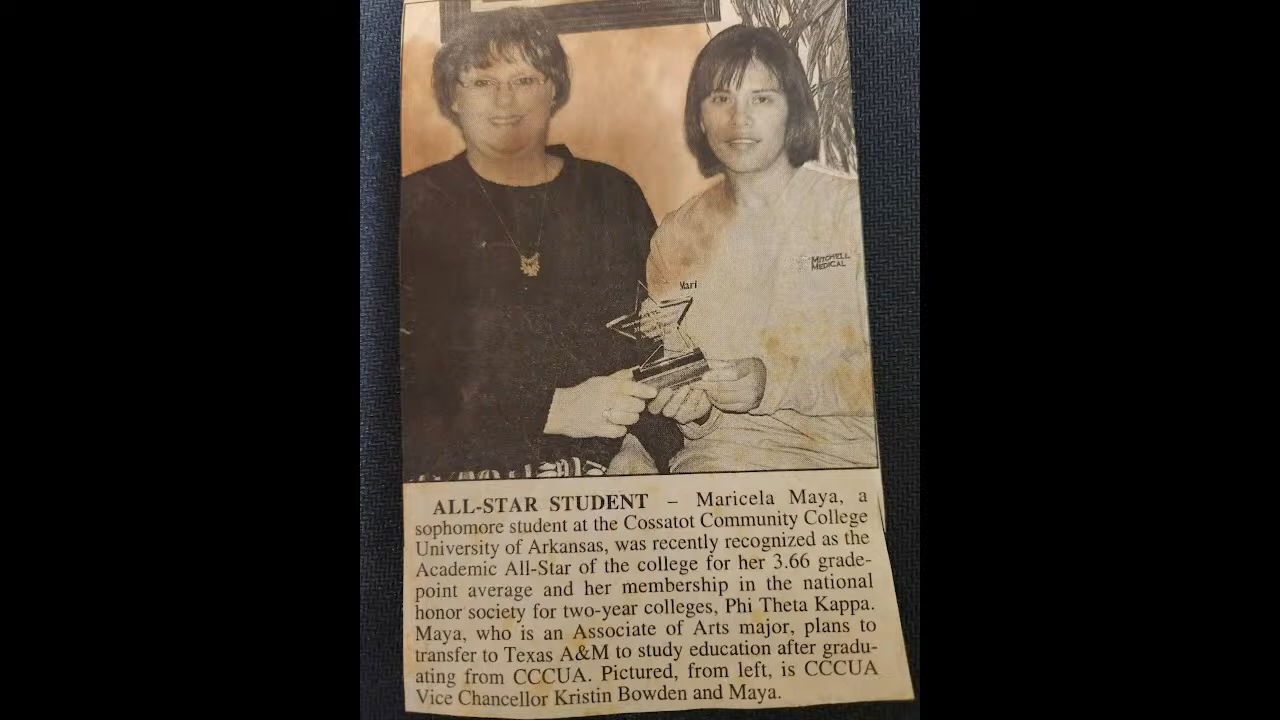 Mari
MITCHELL
MEDICAL
ALL-STAR STUDENT – Maricela Maya, a
sophomore student at the Cossatot Community College
University of Arkansas, was recently recognized as the
Academic All-Star of the college for her 3.66 grade-
point average and her membership in the national
honor society for two-year colleges, Phi Theta Kappa.
Maya, who is an Associate of Arts major, plans to
transfer to Texas A&M to study education after gradu-
ating from CCCUA. Pictured, from left, is CCCUA
Vice Chancellor Kristin Bowden and Maya.